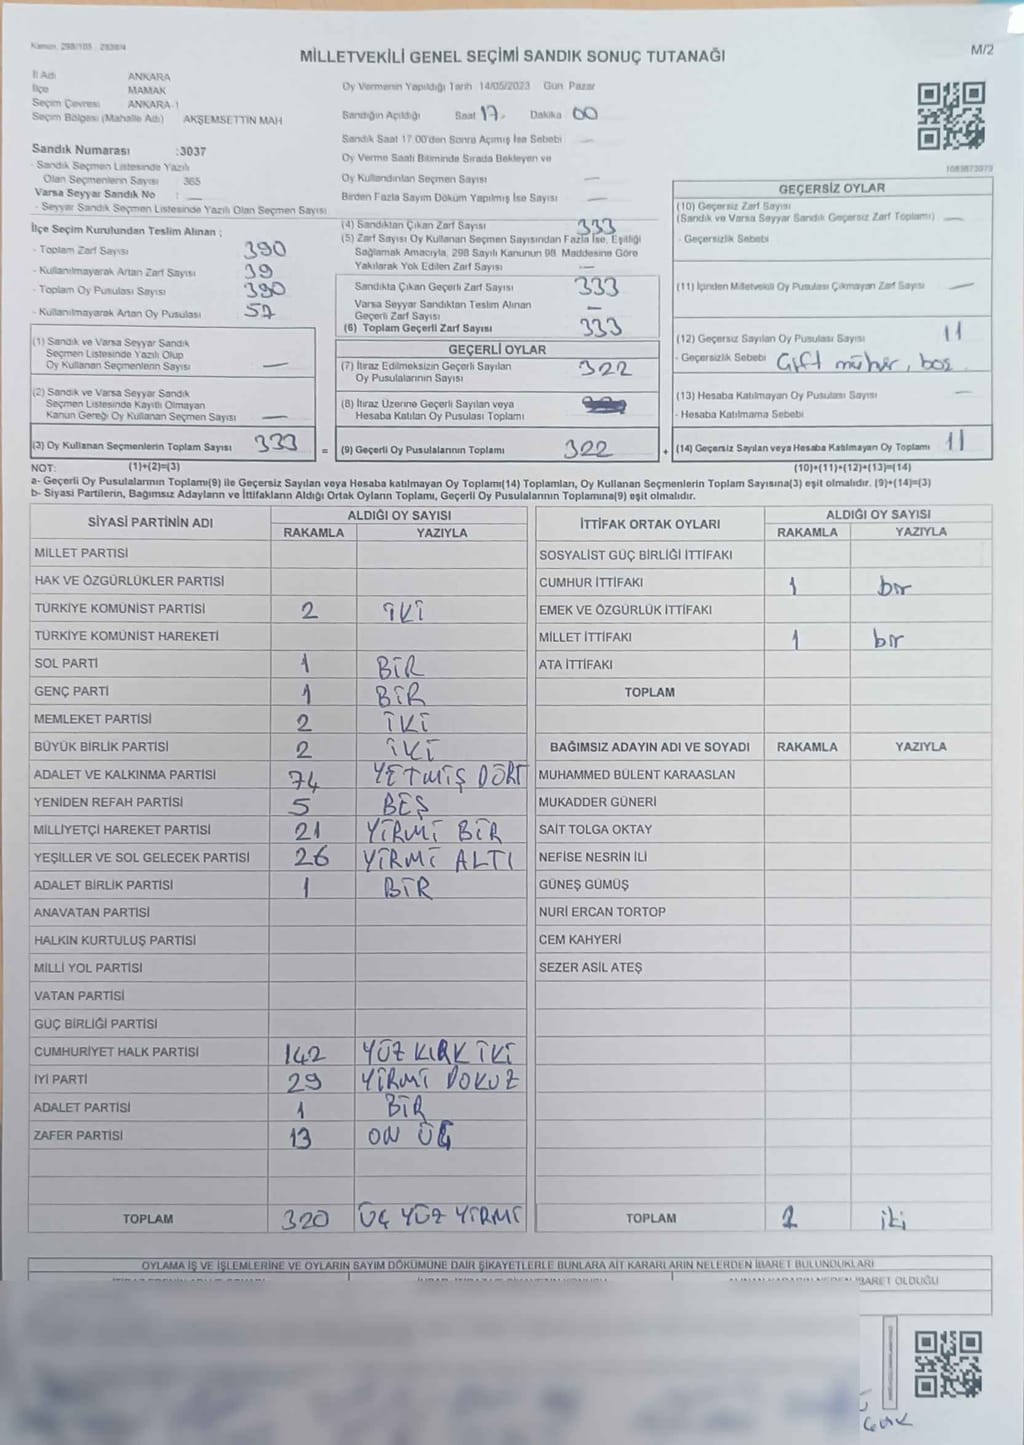 Kanun: 298/105 , 2839/4
MİLLETVEKİLİ GENEL SEÇİMİ SANDIK SONUÇ TUTANAĞI
M/2
İl Adı ANKARA
İlçe MAMAK
Seçim Çevresi ANKARA-1
Seçim Bölgesi (Mahalle Adı) AKŞEMSETTİN MAH
Sandık Numarası :3037
- Sandık Seçmen Listesinde Yazılı
Olan Seçmenlerin Sayısı : 365
Varsa Seyyar Sandık No : —
- Seyyar Sandık Seçmen Listesinde Yazılı Olan Seçmen Sayısı
İlçe Seçim Kurulundan Teslim Alınan ;
- Toplam Zarf Sayısı 390
- Kullanılmayarak Artan Zarf Sayısı 39
- Toplam Oy Pusulası Sayısı 390
- Kullanılmayarak Artan Oy Pusulası 57
(1) Sandık ve Varsa Seyyar Sandık
Seçmen Listesinde Yazılı Olup
Oy Kullanan Seçmenlerin Sayısı —
(2) Sandık ve Varsa Seyyar Sandık
Seçmen Listesinde Kayıtlı Olmayan
Kanun Gereği Oy Kullanan Seçmen Sayısı —
(3) Oy Kullanan Seçmenlerin Toplam Sayısı 333
Oy Vermenin Yapıldığı Tarih 14/05/2023 Gun Pazar
Sandığın Açıldığı Saat 17. Dakika 00
Sandık Saat 17.00'den Sonra Açımış İse Sebebi —
Oy Verme Saati Bitiminde Sırada Bekleyen ve
Oy Kullandırılan Seçmen Sayısı —
Birden Fazla Sayım Döküm Yapılmış İse Sayısı —
(4) Sandıktan Çıkan Zarf Sayısı 333
(5) Zarf Sayısı Oy Kullanan Seçmen Sayısından Fazla İse, Eşitliği
Sağlamak Amacıyla, 298 Sayılı Kanunun 98. Maddesine Göre
Yakılarak Yok Edilen Zarf Sayısı —
Sandıkta Çıkan Geçerli Zarf Sayısı 333
Varsa Seyyar Sandıktan Teslim Alınan
Geçerli Zarf Sayısı —
(6) Toplam Geçerli Zarf Sayısı 333
GEÇERLİ OYLAR
(7) İtiraz Edilmeksizin Geçerli Sayılan
Oy Pusulalarının Sayısı 322
(8) İtiraz Üzerine Geçerli Sayılan veya
Hesaba Katılan Oy Pusulası Toplamı
= (9) Geçerli Oy Pusulalarının Toplamı 322
1083873979
GEÇERSİZ OYLAR
(10) Geçersiz Zarf Sayısı
(Sandık ve Varsa Seyyar Sandık Geçersiz Zarf Toplamı) —
- Geçersizlik Sebebi
(11) İçinden Milletvekili Oy Pusulası Çıkmayan Zarf Sayısı —
(12) Geçersiz Sayılan Oy Pusulası Sayısı 11
- Geçersizlik Sebebi Çift müher, boş
(13) Hesaba Katılmayan Oy Pusulası Sayısı —
- Hesaba Katılmama Sebebi
+ (14) Geçersiz Sayılan veya Hesaba Katılmayan Oy Toplamı 11
NOT: (1)+(2)=(3) (10)+(11)+(12)+(13)=(14)
a- Geçerli Oy Pusulalarının Toplamı(9) ile Geçersiz Sayılan veya Hesaba katılmayan Oy Toplamı(14) Toplamları, Oy Kullanan Seçmenlerin Toplam Sayısına(3) eşit olmalıdır. (9)+(14)=(3)
b- Siyasi Partilerin, Bağımsız Adayların ve İttifakların Aldığı Ortak Oyların Toplamı, Geçerli Oy Pusulalarının Toplamına(9) eşit olmalıdır.
SİYASİ PARTİNİN ADI ALDIĞI OY SAYISI
RAKAMLA YAZIYLA
MİLLET PARTİSİ
HAK VE ÖZGÜRLÜKLER PARTİSİ
TÜRKİYE KOMÜNİST PARTİSİ 2 İKİ
TÜRKİYE KOMÜNİST HAREKETİ
SOL PARTİ 1 BİR
GENÇ PARTİ 1 BİR
MEMLEKET PARTİSİ 2 İKİ
BÜYÜK BİRLİK PARTİSİ 2 İKİ
ADALET VE KALKINMA PARTİSİ 74 YETMİŞ DÖRT
YENİDEN REFAH PARTİSİ 5 BEŞ
MİLLİYETÇİ HAREKET PARTİSİ 21 YİRMİ BİR
YEŞİLLER VE SOL GELECEK PARTİSİ 26 YİRMİ ALTI
ADALET BİRLİK PARTİSİ 1 BİR
ANAVATAN PARTİSİ
HALKIN KURTULUŞ PARTİSİ
MİLLİ YOL PARTİSİ
VATAN PARTİSİ
GÜÇ BİRLİĞİ PARTİSİ
CUMHURİYET HALK PARTİSİ 142 YÜZ KIRK İKİ
İYİ PARTİ 29 YİRMİ DOKUZ
ADALET PARTİSİ 1 BİR
ZAFER PARTİSİ 13 ON ÜÇ
TOPLAM 320 ÜÇ YÜZ YİRMİ
İTTİFAK ORTAK OYLARI ALDIĞI OY SAYISI
RAKAMLA YAZIYLA
SOSYALİST GÜÇ BİRLİĞİ İTTİFAKI
CUMHUR İTTİFAKI 1 bir
EMEK VE ÖZGÜRLÜK İTTİFAKI
MİLLET İTTİFAKI 1 bir
ATA İTTİFAKI
TOPLAM
BAĞIMSIZ ADAYIN ADI VE SOYADI RAKAMLA YAZIYLA
MUHAMMED BÜLENT KARAASLAN
MUKADDER GÜNERİ
SAİT TOLGA OKTAY
NEFİSE NESRİN İLİ
GÜNEŞ GÜMÜŞ
NURİ ERCAN TORTOP
CEM KAHYERİ
SEZER ASİL ATEŞ
TOPLAM 2 iki
OYLAMA İŞ VE İŞLEMLERİNE VE OYLARIN SAYIM DÖKÜMÜNE DAİR ŞİKAYETLERLE BUNLARA AİT KARARLARIN NELERDEN İBARET BULUNDUKLARI
İBARET OLDUĞU